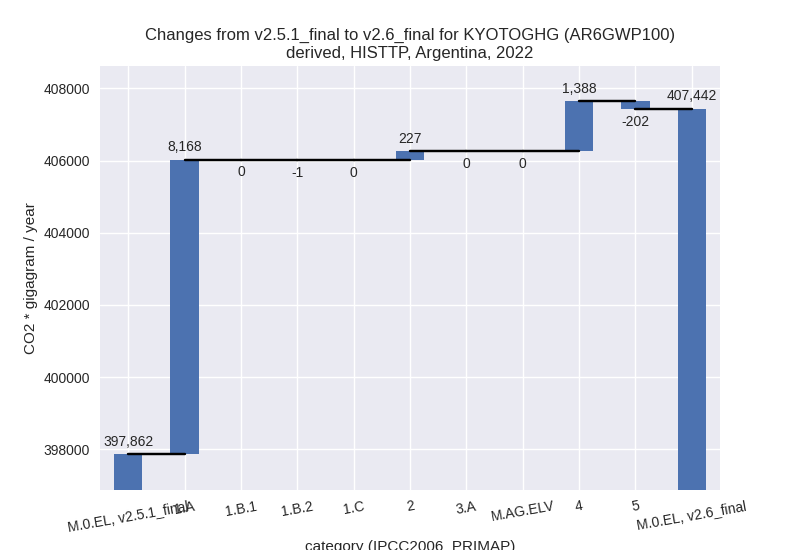 Changes from v2.5.1_final to v2.6_final for KYOTOGHG (AR6GWP100)
derived, HISTTP, Argentina, 2022
CO2 * gigagram / year
408000
406000
404000
402000
400000
398000
397,862
8,168
0
-1
0
227
0
0
1,388
-202
407,442
M.0.EL, v2.5.1_final
1.A
1.B.1
1.B.2
1.C
2
3.A
M.AG.ELV
4
5
M.0.EL, v2.6_final
category (IPCC2006_PRIMAP)